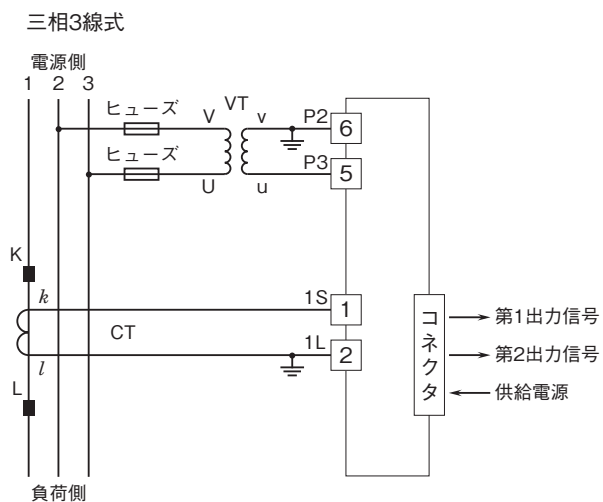 三相3線式
電源側
1 2 3
ヒューズ
V
VT
v
P2
6
ヒューズ
U
u
P3
5
K
k
1S
1
CT
l
1L
2
L
コネクタ
第1出力信号
第2出力信号
供給電源
負荷側